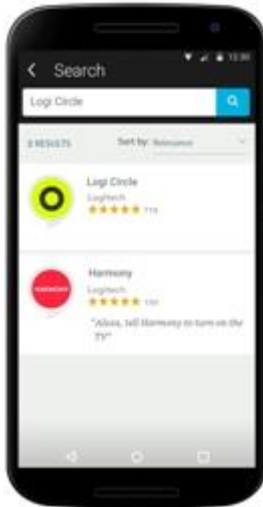 Search
Logi Circle
0 RESULTS Sort by: Relevance
Logi Circle
Logitech
Harmony
Logitech
"Alexa, tell Harmony to turn on the
TV"